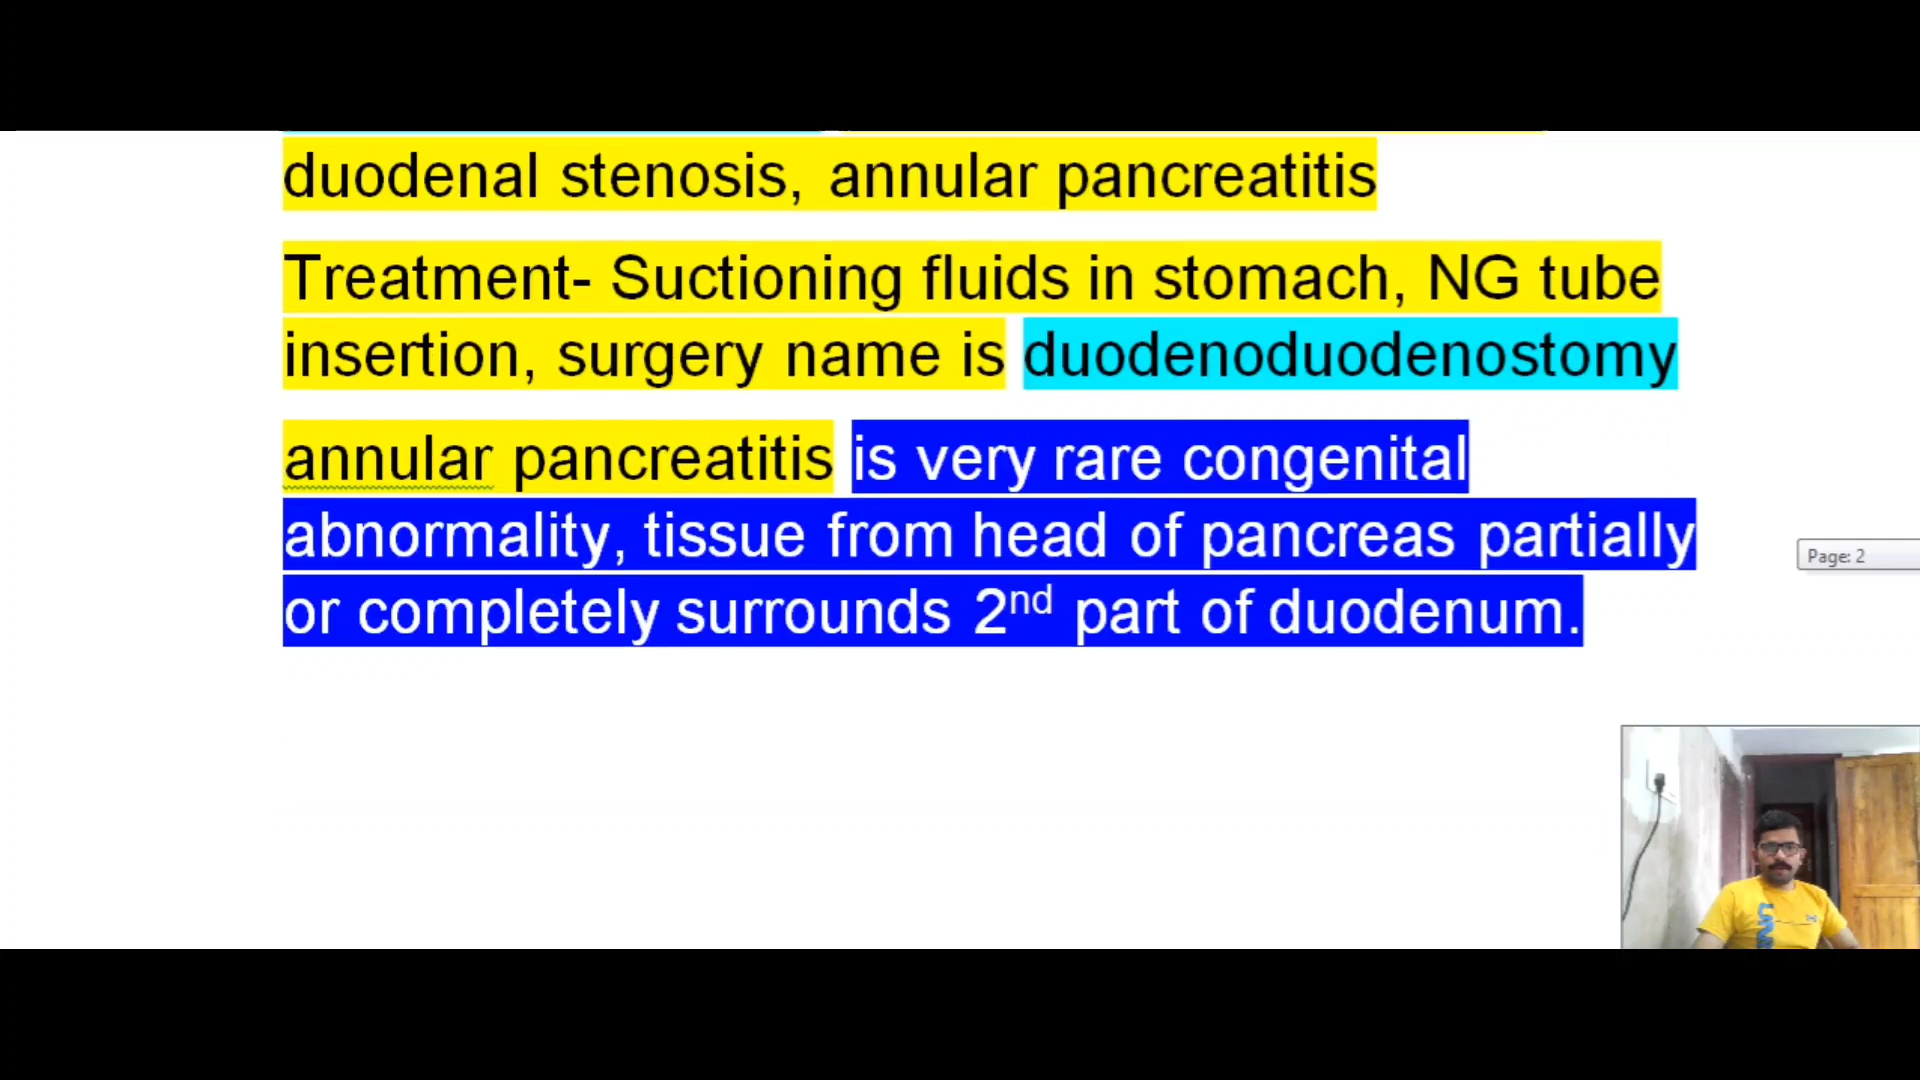 duodenal stenosis, annular pancreatitis
Treatment- Suctioning fluids in stomach, NG tube
insertion, surgery name is duodenoduodenostomy
annular pancreatitis is very rare congenital
abnormality, tissue from head of pancreas partially
or completely surrounds 2nd part of duodenum.
Page: 2